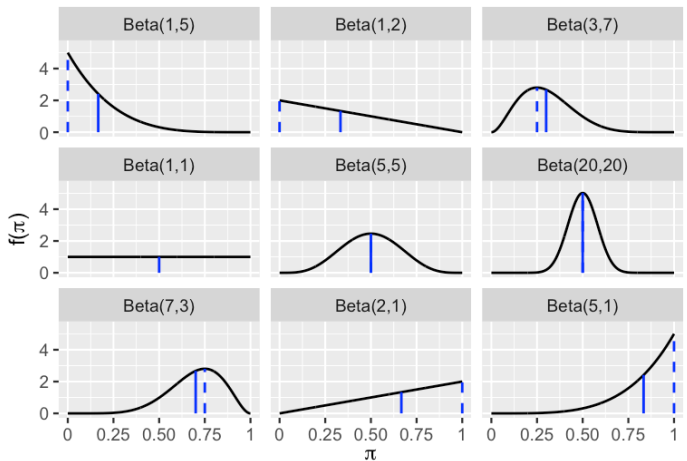 Beta(1,5) Beta(1,2) Beta(3,7)
4
2
0
Beta(1,1) Beta(5,5) Beta(20,20)
f(π)
4
2
0
Beta(7,3) Beta(2,1) Beta(5,1)
4
2
0
0 0.25 0.50 0.75 1 0 0.25 0.50 0.75 1 0 0.25 0.50 0.75 1
π